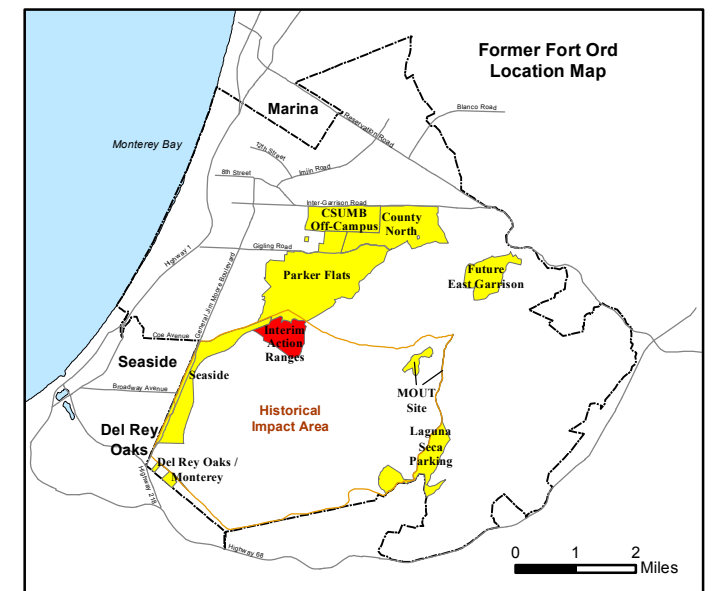 Former Fort Ord
Location Map
Marina
Blanco Road
Reservation Road
Monterey Bay
12th Street
Imjin Road
8th Street
Inter-Garrison Road
CSUMB
Off-Campus
County
North
Highway 1
General Jim Moore Boulevard
Gigling Road
Parker Flats
Future
East Garrison
Interim
Action
Ranges
Coe Avenue
Seaside
Seaside
Broadway Avenue
MOUT
Site
Historical
Impact Area
Del Rey
Oaks
Laguna
Seca
Parking
Del Rey Oaks /
Monterey
Highway 218
Highway 68
0 1 2
Miles